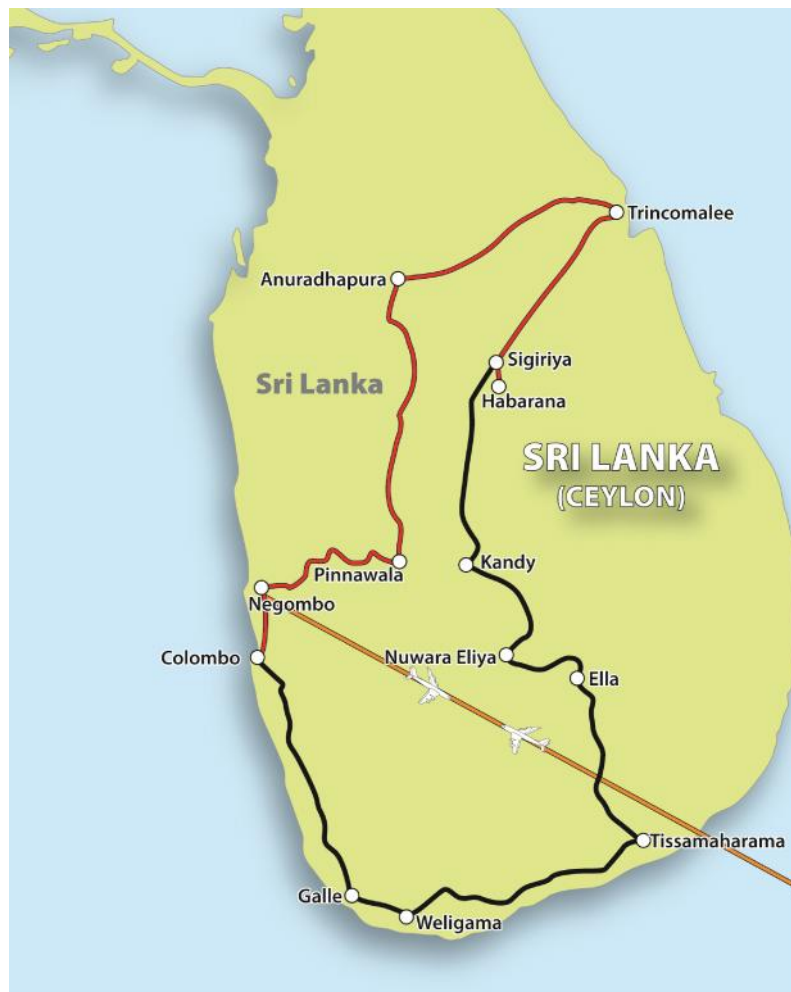 Trincomalee
Anuradhapura
Sigiriya
Sri Lanka
Habarana
SRI LANKA
(CEYLON)
Kandy
Pinnawala
Negombo
Colombo
Nuwara Eliya
Ella
Tissamaharama
Galle
Weligama